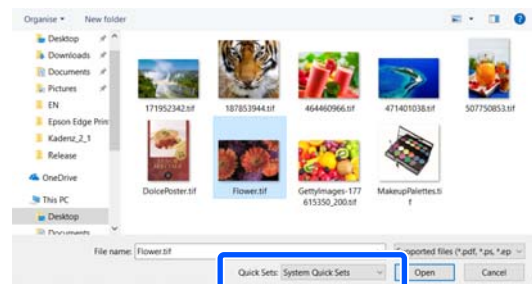 Organise New folder
Desktop
Downloads
Documents
Pictures
EN
Epson Edge Prin
Kadenz_2_1
Release
OneDrive
This PC
Desktop
Documents
171952342.tif
187853944.tif
464460966.tif
471401038.tif
507750853.tif
DolcePoster.tif
Flower.tif
GettyImages-177
615350_200.tif
MakeupPalettes.ti
f
File name: Flower.tif
Supported files (*.pdf, *.ps, *.ep
Quick Sets: System Quick Sets
Open
Cancel